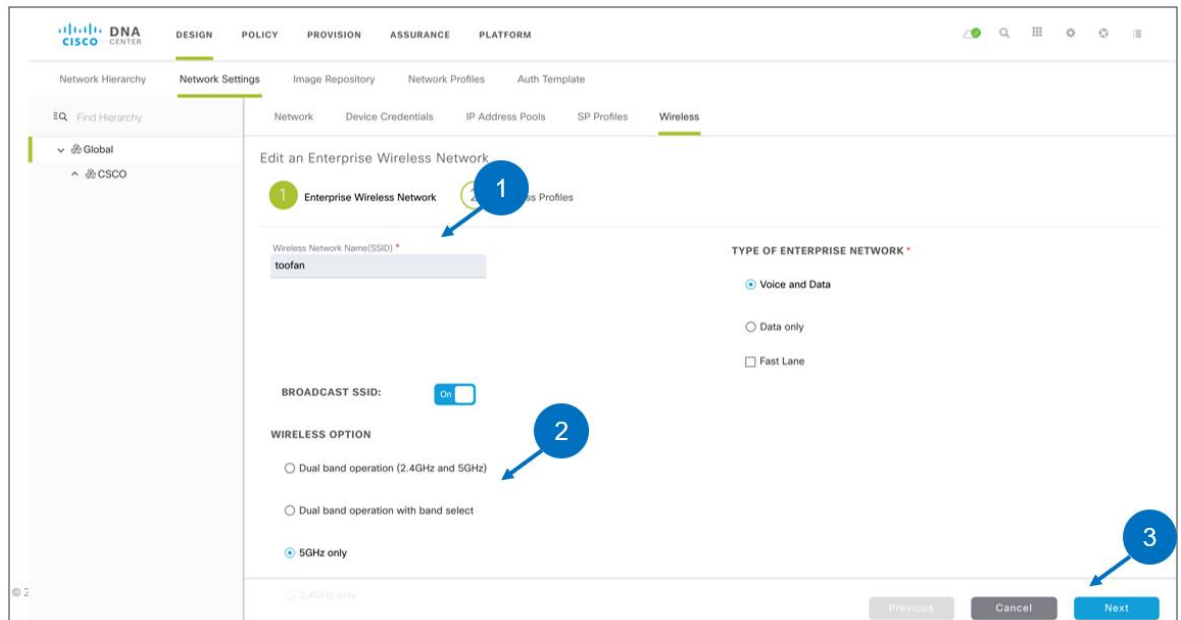 CISCO DNA CENTER DESIGN POLICY PROVISION ASSURANCE PLATFORM
Network Hierarchy Network Settings Image Repository Network Profiles Auth Template
Find Hierarchy Network Device Credentials IP Address Pools SP Profiles Wireless
Global
CSCO
Edit an Enterprise Wireless Network
1 Enterprise Wireless Network 2 1 ss Profiles
Wireless Network Name(SSID) *
toofan
TYPE OF ENTERPRISE NETWORK *
Voice and Data
Data only
Fast Lane
BROADCAST SSID: On
WIRELESS OPTION
2
Dual band operation (2.4GHz and 5GHz)
Dual band operation with band select
5GHz only
3
2.4GHz only
© 2
Previous Cancel Next